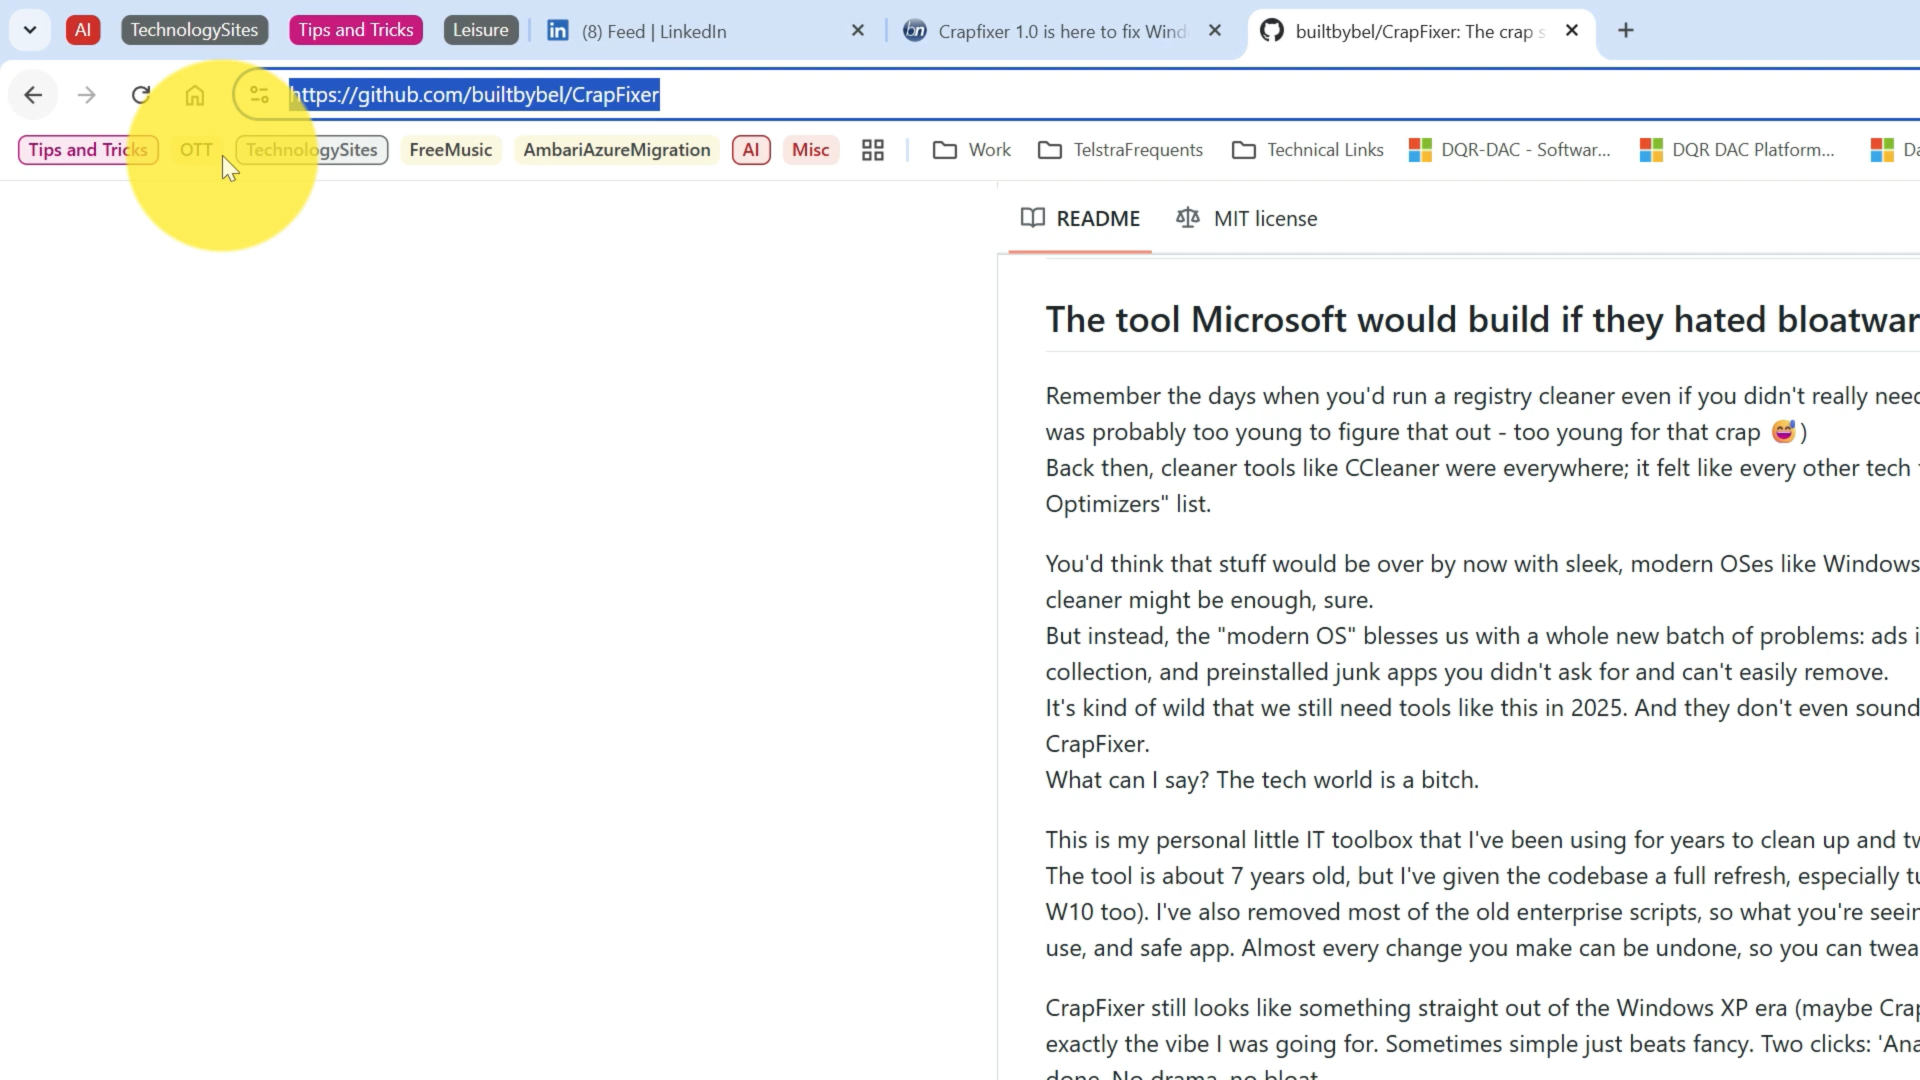 AI TechnologySites Tips and Tricks Leisure (8) Feed | LinkedIn Crapfixer 1.0 is here to fix Wind builtbybel/CrapFixer: The crap s
https://github.com/builtbybel/CrapFixer
Tips and Tricks OTT TechnologySites FreeMusic AmbariAzureMigration AI Misc Work TelstraFrequents Technical Links DQR-DAC - Softwar... DQR DAC Platform... Da
README MIT license
The tool Microsoft would build if they hated bloatwar
Remember the days when you'd run a registry cleaner even if you didn't really need
was probably too young to figure that out - too young for that crap 😅)
Back then, cleaner tools like CCleaner were everywhere; it felt like every other tech
Optimizers" list.
You'd think that stuff would be over by now with sleek, modern OSes like Windows
cleaner might be enough, sure.
But instead, the "modern OS" blesses us with a whole new batch of problems: ads i
collection, and preinstalled junk apps you didn't ask for and can't easily remove.
It's kind of wild that we still need tools like this in 2025. And they don't even sound
CrapFixer.
What can I say? The tech world is a bitch.
This is my personal little IT toolbox that I've been using for years to clean up and tw
The tool is about 7 years old, but I've given the codebase a full refresh, especially tu
W10 too). I've also removed most of the old enterprise scripts, so what you're seein
use, and safe app. Almost every change you make can be undone, so you can twea
CrapFixer still looks like something straight out of the Windows XP era (maybe Crap
exactly the vibe I was going for. Sometimes simple just beats fancy. Two clicks: 'Ana
done. No drama, no bloat.